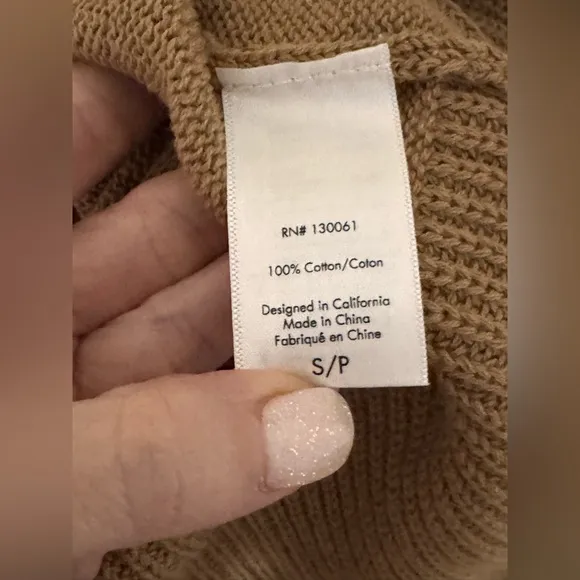 RN# 130061
100% Cotton/Coton
Designed in California
Made in China
Fabriqué en Chine
S/P